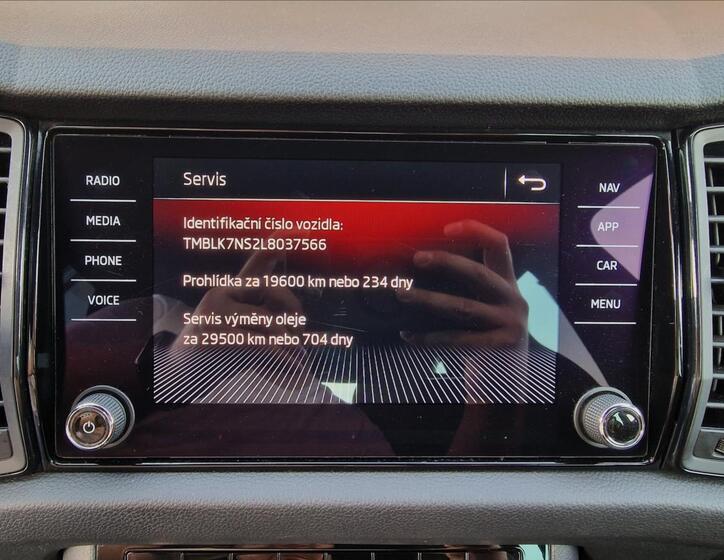 Servis
RADIO
MEDIA
PHONE
VOICE
Identifikační číslo vozidla:
TMBLK7NS2L8037566
Prohlídka za 19600 km nebo 234 dny
Servis výměny oleje
za 29500 km nebo 704 dny
NAV
APP
CAR
MENU